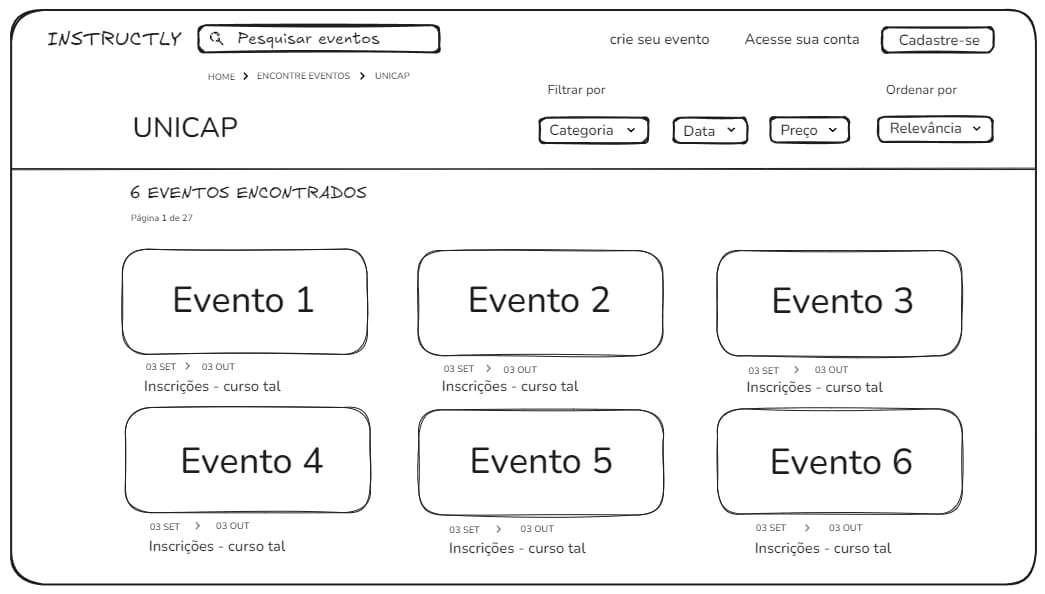 INSTRUCTLY Pesquisar eventos crie seu evento Acesse sua conta Cadastre-se
HOME > ENCONTRE EVENTOS > UNICAP
Filtrar por Ordenar por
UNICAP Categoria Data Preço Relevância
6 EVENTOS ENCONTRADOS
Página 1 de 27
Evento 1 Evento 2 Evento 3
03 SET > 03 OUT 03 SET > 03 OUT 03 SET > 03 OUT
Inscrições - curso tal Inscrições - curso tal Inscrições - curso tal
Evento 4 Evento 5 Evento 6
03 SET > 03 OUT 03 SET > 03 OUT 03 SET > 03 OUT
Inscrições - curso tal Inscrições - curso tal Inscrições - curso tal